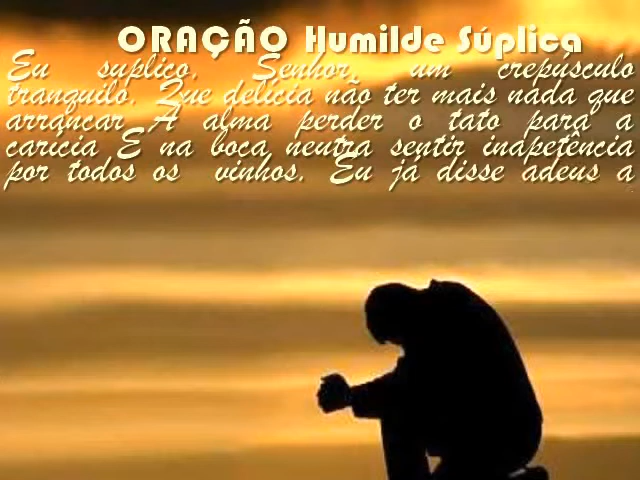 ORAÇÃO Humilde Súplica
Eu suplico, Senhor, um crepúsculo
tranquilo. Que delícia não ter mais nada que
arrancar A alma perder o tato para a
carícia E na boca neutra sentir inapetência
por todos os vinhos. Eu já disse adeus a